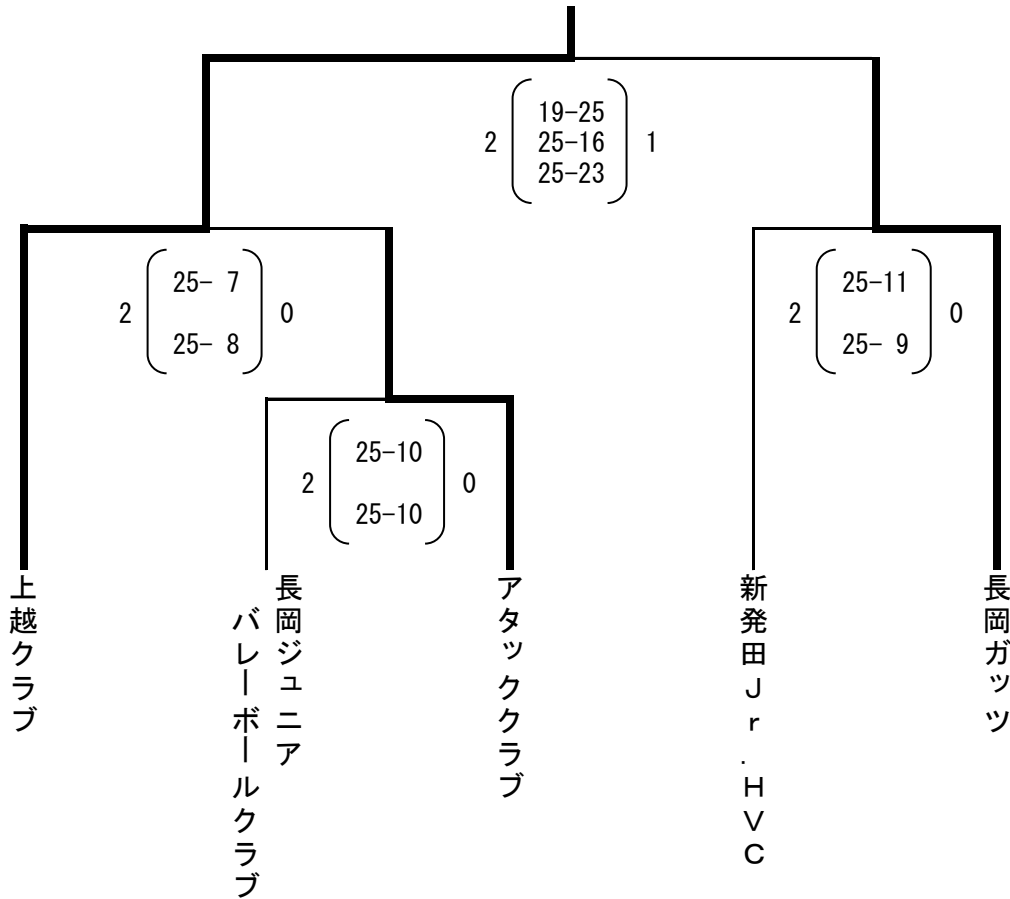 19-25
2 25-16 1
25-23
25- 7
2 0
25- 8
25-11
2 0
25- 9
25-10
2 0
25-10
上越クラブ
長岡ジュニア
バレーボールクラブ
アタッククラブ
新発田Jr.HVC
長岡ガッツ